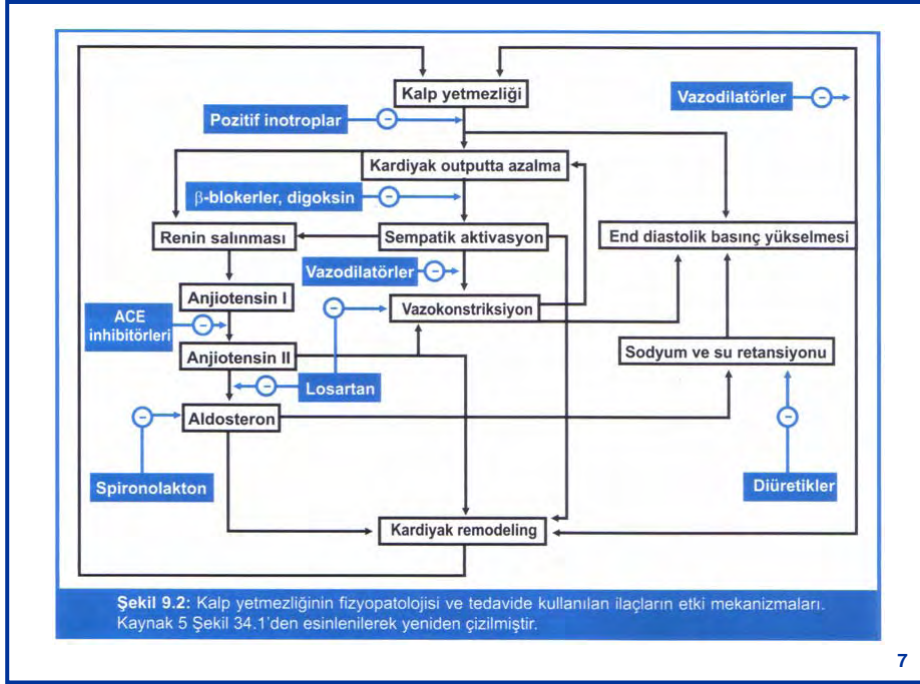 Kalp yetmezliği
Vazodilatörler
Pozitif inotroplar
Kardiyak outputta azalma
β-blokerler, digoksin
Renin salınması
Sempatik aktivasyon
End diastolik basınç yükselmesi
Vazodilatörler
Anjiotensin I
Vazokonstriksiyon
ACE
inhibitörleri
Anjiotensin II
Sodyum ve su retansiyonu
Losartan
Aldosteron
Spironolakton
Diüretikler
Kardiyak remodeling
Şekil 9.2: Kalp yetmezliğinin fizyopatolojisi ve tedavide kullanılan ilaçların etki mekanizmaları.
Kaynak 5 Şekil 34.1'den esinlenilerek yeniden çizilmiştir.
7